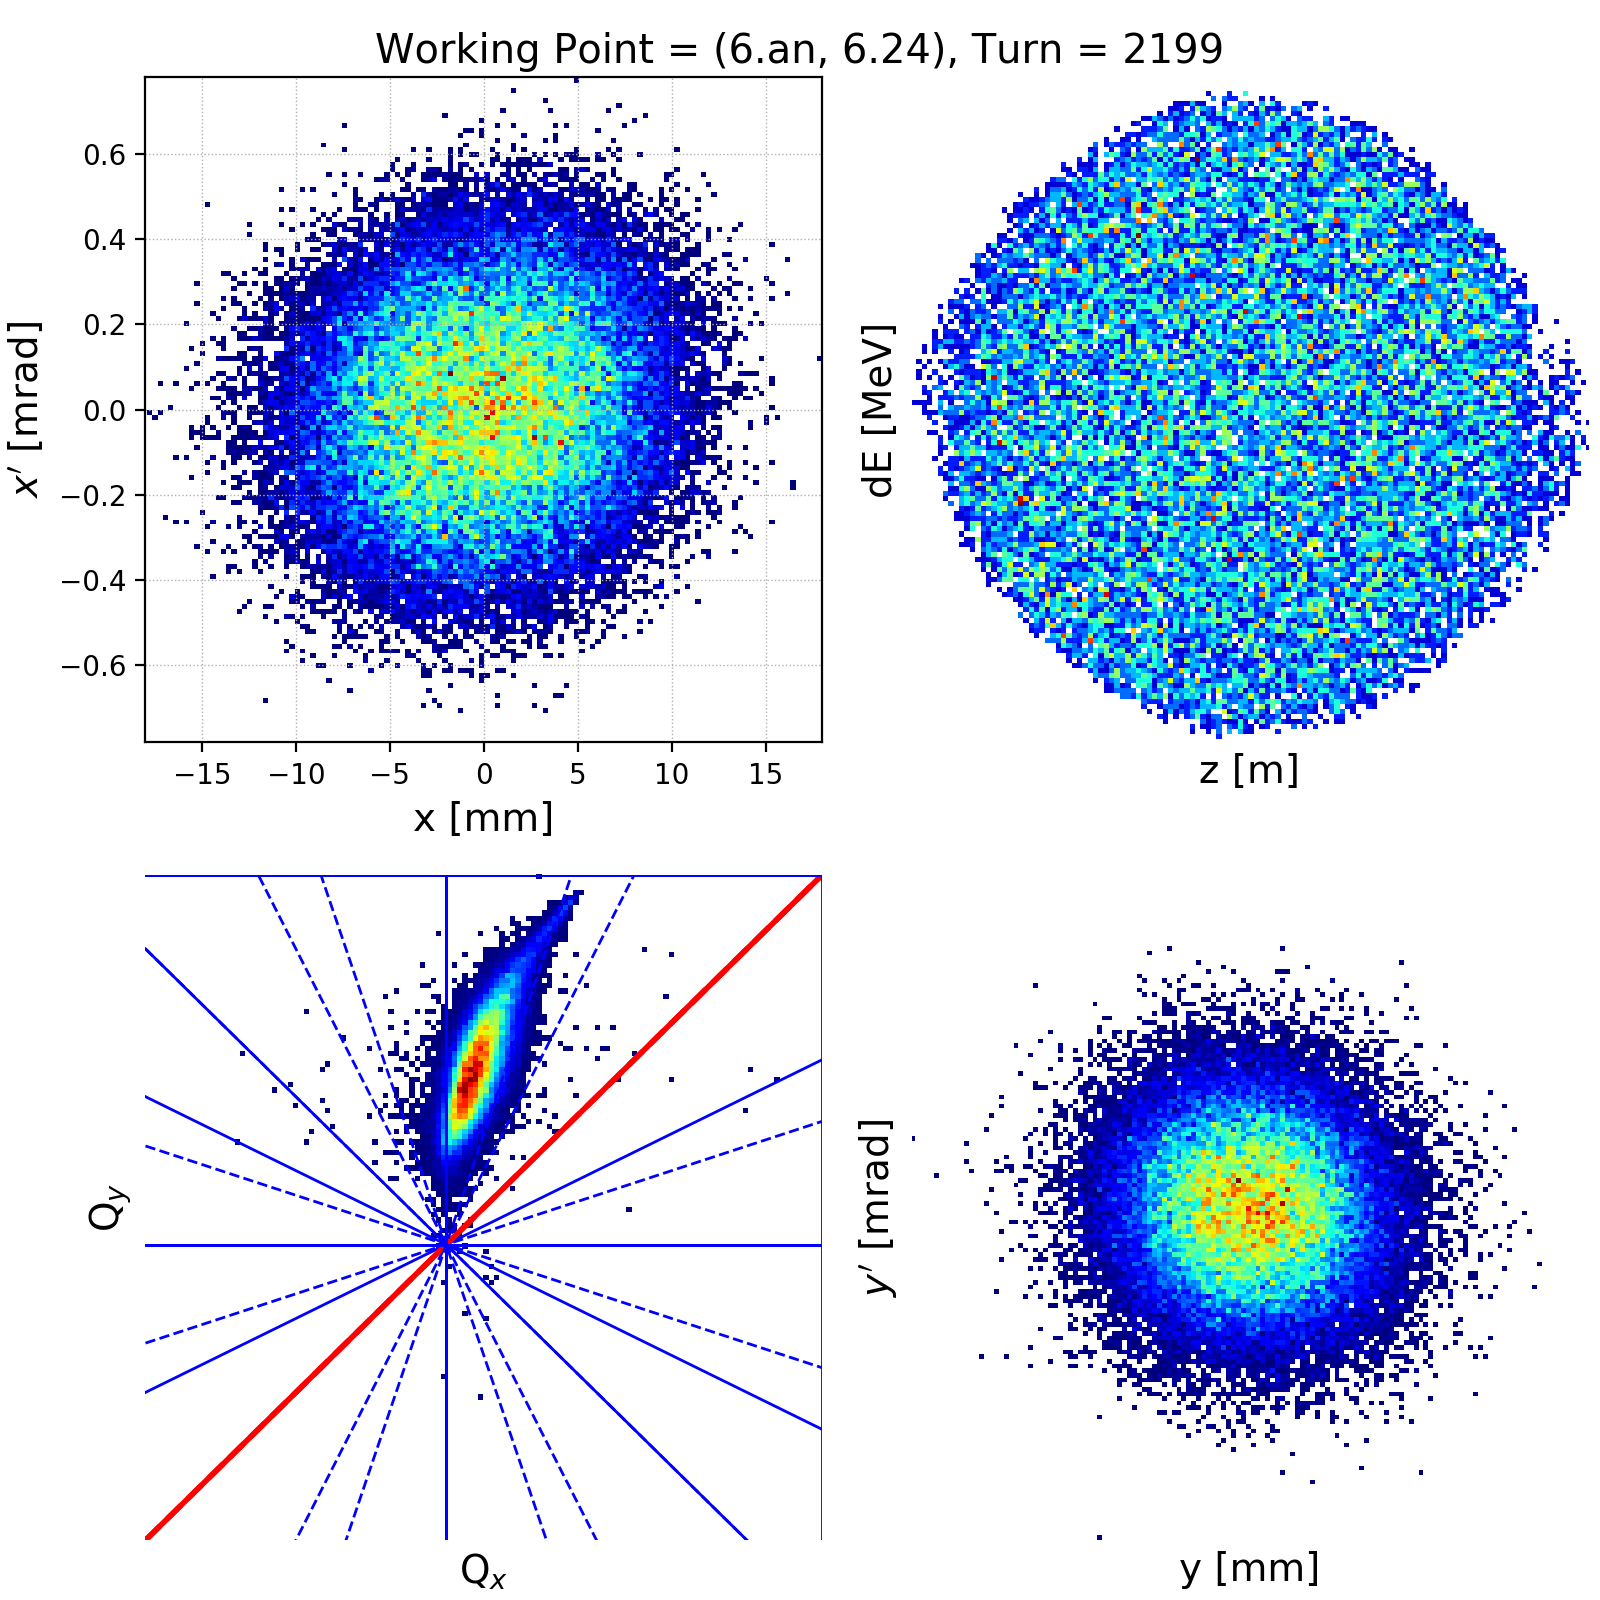 Working Point = (6.an, 6.24), Turn = 2199
x′ [mrad]
0.6
0.4
0.2
0.0
−0.2
−0.4
−0.6
−15 −10 −5 0 5 10 15
x [mm]
dE [MeV]
z [m]
Qy
Qx
y′ [mrad]
y [mm]